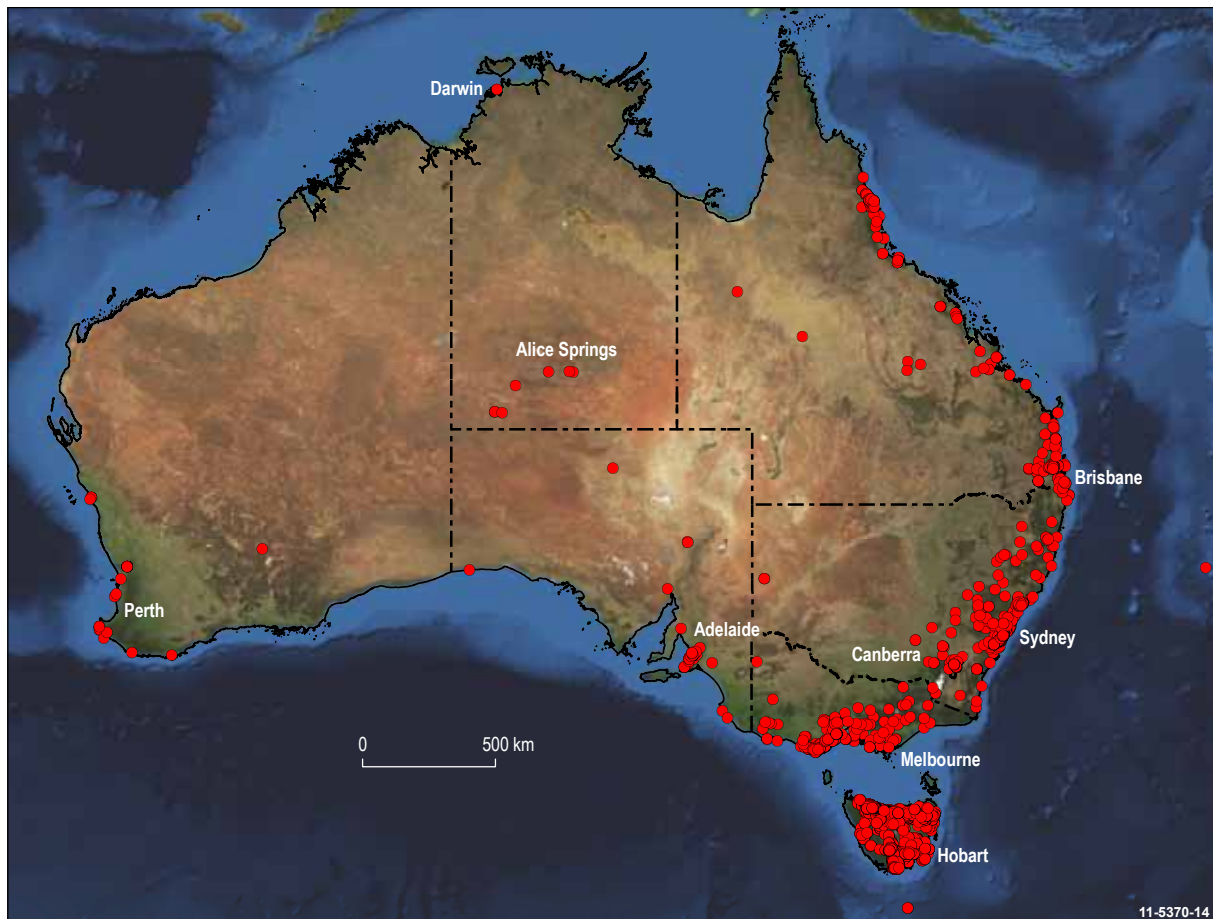 Darwin
Alice Springs
Brisbane
Perth
Adelaide
Sydney
Canberra
0 500 km
Melbourne
Hobart
11-5370-14